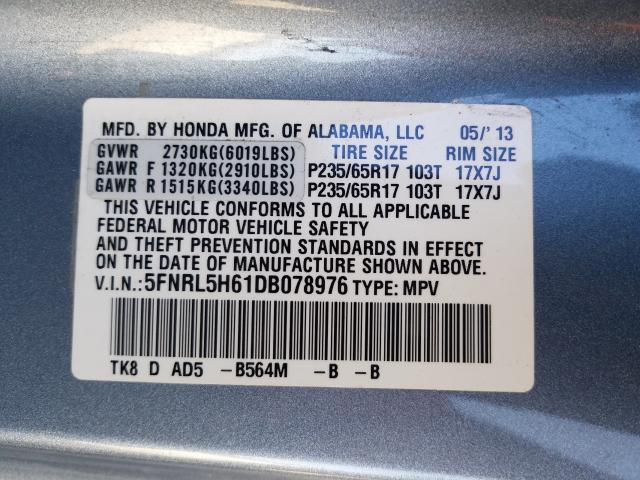 MFD. BY HONDA MFG. OF ALABAMA, LLC 05/'13
GVWR 2730KG(6019LBS) TIRE SIZE RIM SIZE
GAWR F 1320KG(2910LBS) P235/65R17 103T 17X7J
GAWR R 1515KG(3340LBS) P235/65R17 103T 17X7J
THIS VEHICLE CONFORMS TO ALL APPLICABLE
FEDERAL MOTOR VEHICLE SAFETY
AND THEFT PREVENTION STANDARDS IN EFFECT
ON THE DATE OF MANUFACTURE SHOWN ABOVE.
V.I.N.:5FNRL5H61DB078976 TYPE: MPV
TK8 D AD5 -B564M -B -B